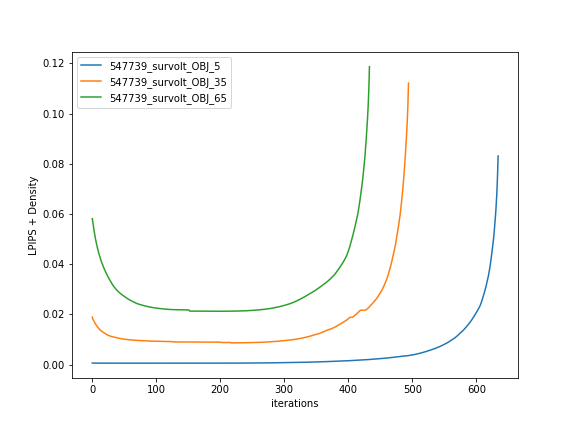 547739_survolt_OBJ_5
547739_survolt_OBJ_35
547739_survolt_OBJ_65
LPIPS + Density
0.12
0.10
0.08
0.06
0.04
0.02
0.00
0 100 200 300 400 500 600
iterations